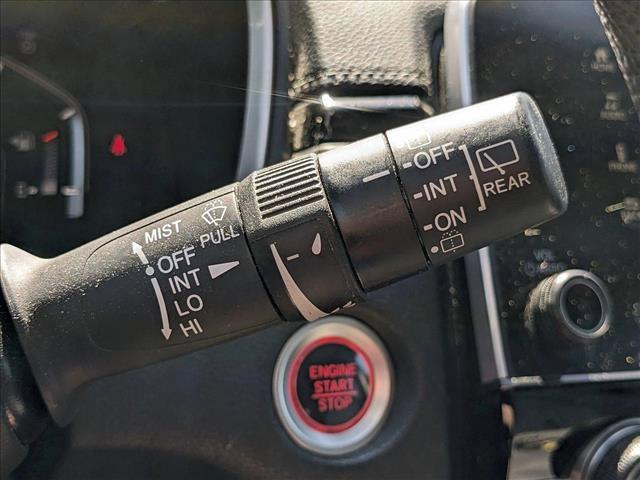 MIST
PULL
OFF
INT
LO
HI
OFF
INT
ON
REAR
ENGINE
START
STOP